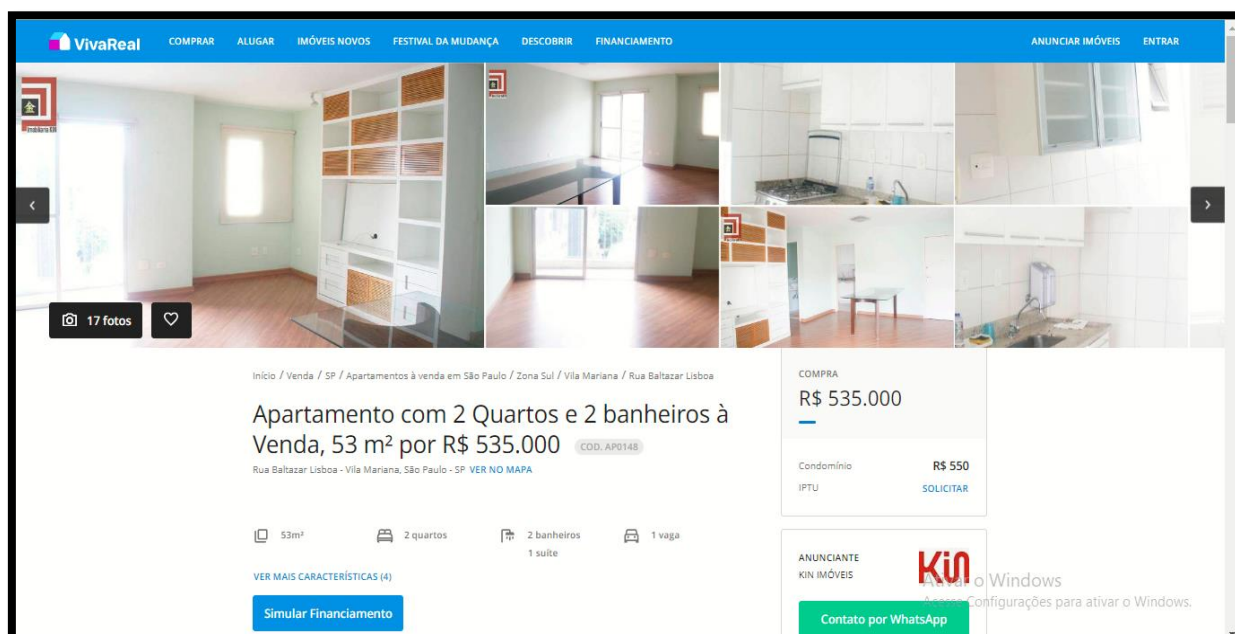 VivaReal
COMPRAR ALUGAR IMÓVEIS NOVOS FESTIVAL DA MUDANÇA DESCOBRIR FINANCIAMENTO ANUNCIAR IMÓVEIS ENTRAR
金
Imobiliária KIN
17 fotos
Início / Venda / SP / Apartamentos à venda em São Paulo / Zona Sul / Vila Mariana / Rua Baltazar Lisboa
Apartamento com 2 Quartos e 2 banheiros à
Venda, 53 m² por R$ 535.000 COD. AP0148
Rua Baltazar Lisboa - Vila Mariana, São Paulo - SP VER NO MAPA
53m² 2 quartos 2 banheiros 1 vaga
1 suíte
VER MAIS CARACTERÍSTICAS (4)
Simular Financiamento
COMPRA
R$ 535.000
Condomínio R$ 550
IPTU SOLICITAR
ANUNCIANTE
KIN IMÓVEIS
Kin
Contato por WhatsApp
Ativar o Windows
Acesse Configurações para ativar o Windows.